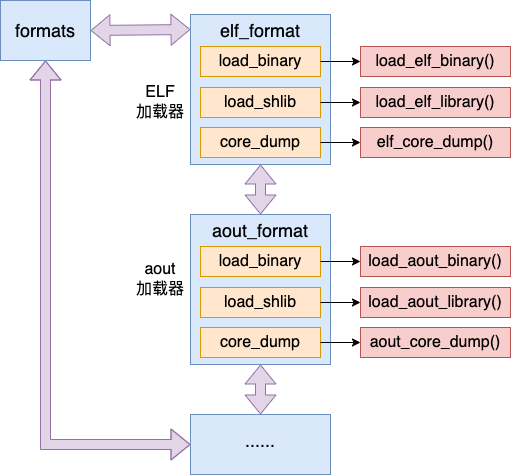 formats
elf_format
load_binary
load_elf_binary()
ELF
加载器
load_shlib
load_elf_library()
core_dump
elf_core_dump()
aout_format
load_binary
load_aout_binary()
aout
加载器
load_shlib
load_aout_library()
core_dump
aout_core_dump()
......